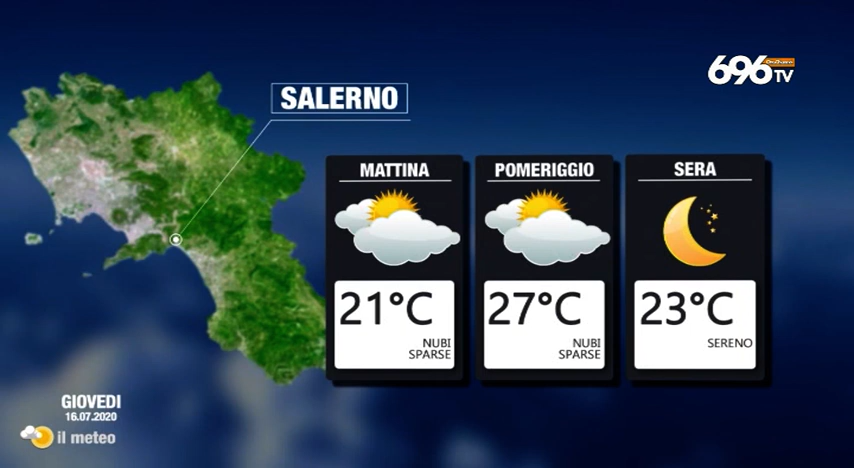 696
OttChannel
TV
SALERNO
MATTINA
21°C
NUBI
SPARSE
POMERIGGIO
27°C
NUBI
SPARSE
SERA
23°C
SERENO
GIOVEDI
16.07.2020
il meteo